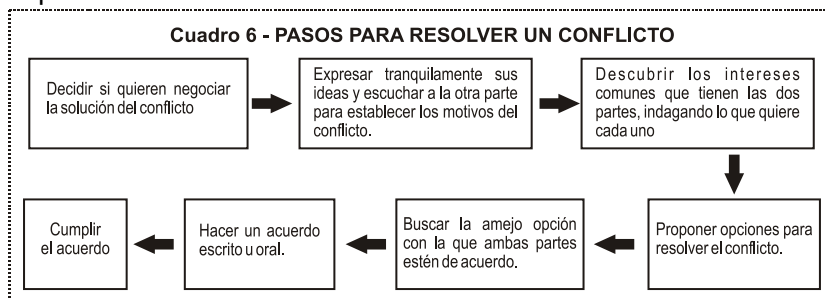 Cuadro 6 - PASOS PARA RESOLVER UN CONFLICTO
Decidir si quieren negociar
la solución del conflicto
Expresar tranquilamente sus
ideas y escuchar a la otra parte
para establecer los motivos del
conflicto.
Descubrir los intereses
comunes que tienen las dos
partes, indagando lo que quiere
cada uno
Proponer opciones para
resolver el conflicto.
Buscar la amejo opción
con la que ambas partes
estén de acuerdo.
Hacer un acuerdo
escrito u oral.
Cumplir
el acuerdo